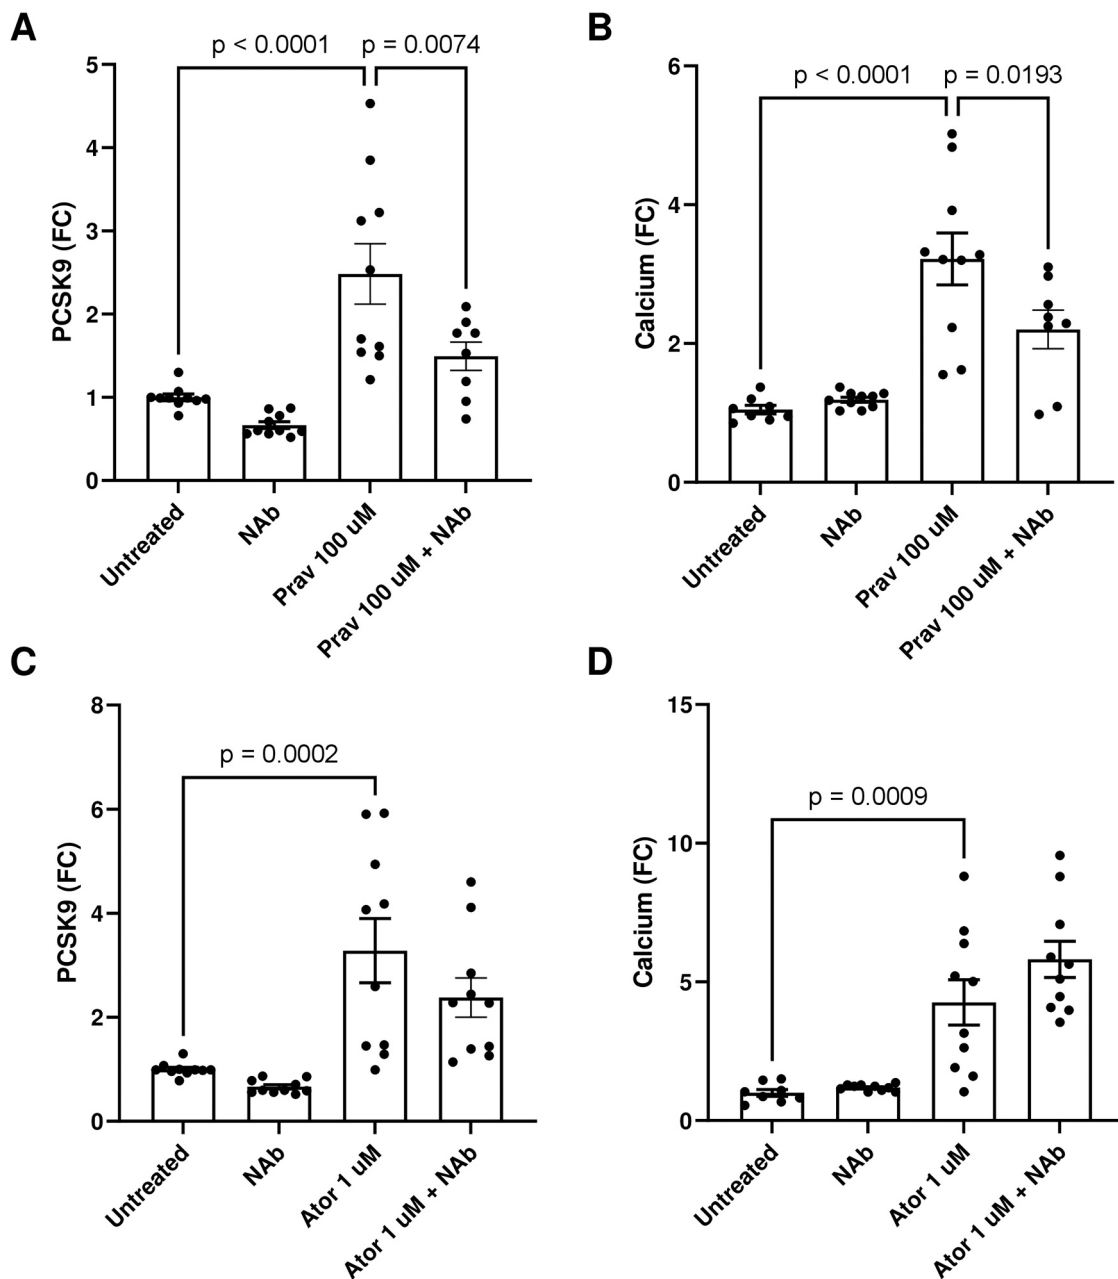 A
p < 0.0001
p = 0.0074
PCSK9 (FC)
5
4
3
2
1
0
Untreated
NAb
Prav 100 uM
Prav 100 uM + NAb
B
p < 0.0001
p = 0.0193
Calcium (FC)
6
4
2
0
Untreated
NAb
Prav 100 uM
Prav 100 uM + NAb
C
p = 0.0002
PCSK9 (FC)
8
6
4
2
0
Untreated
NAb
Ator 1 uM
Ator 1 uM + NAb
D
p = 0.0009
Calcium (FC)
15
10
5
0
Untreated
NAb
Ator 1 uM
Ator 1 uM + NAb